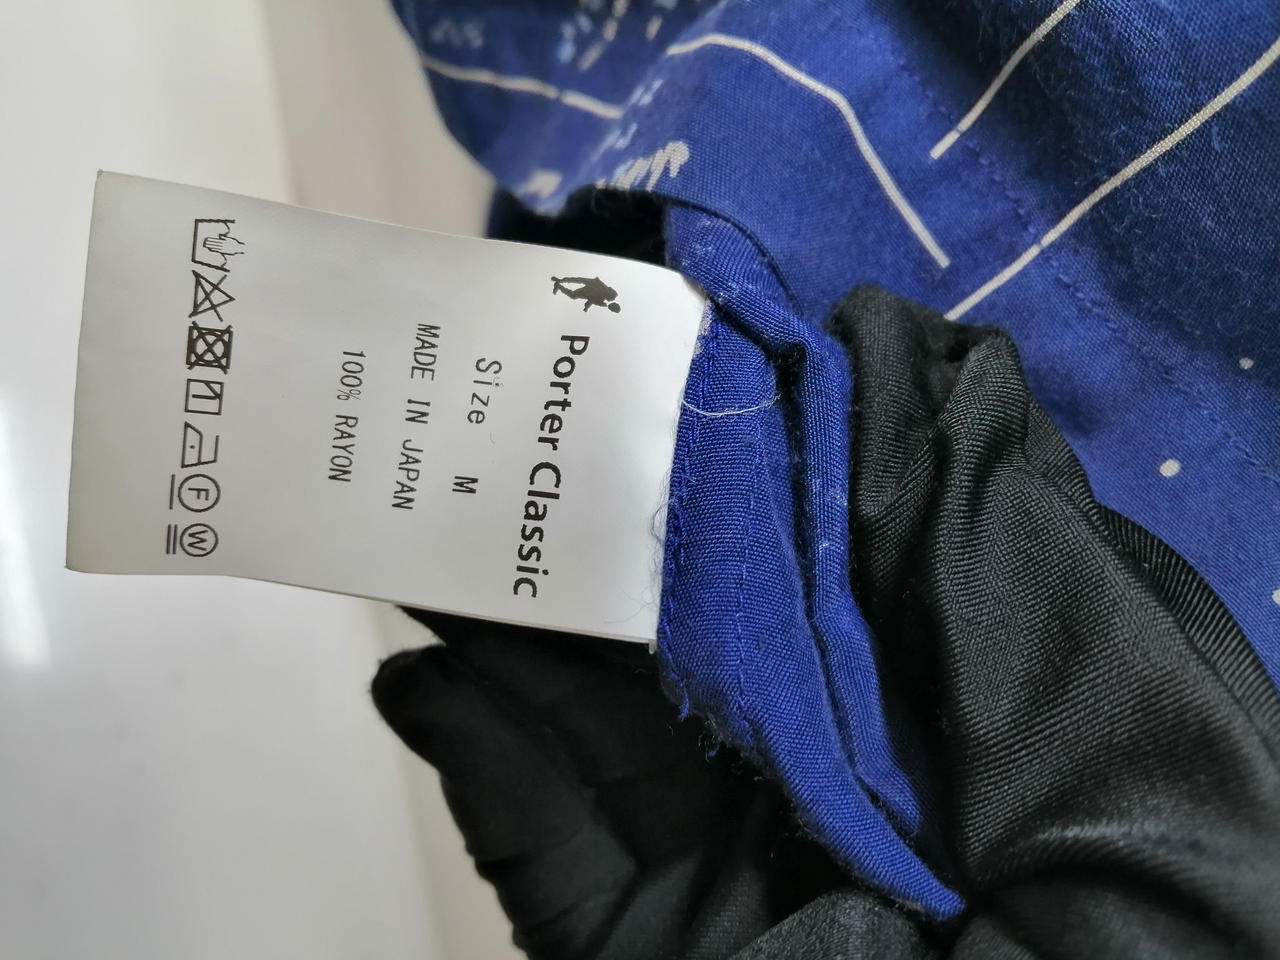 Porter Classic
Size M
MADE IN JAPAN
100% RAYON
F
W